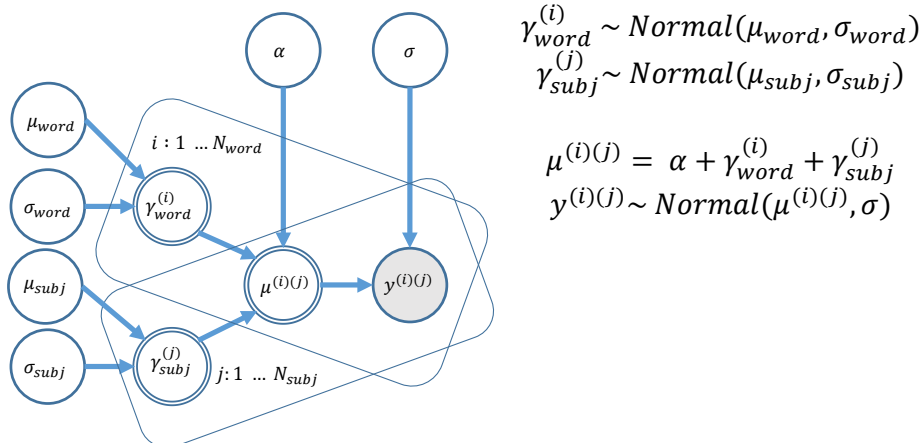 α
σ
μ_word
i : 1 … N_word
σ_word
γ_word^(i)
μ_subj
μ^(i)(j)
y^(i)(j)
σ_subj
γ_subj^(j)
j: 1 … N_subj
γ_word^(i) ~ Normal(μ_word, σ_word)
γ_subj^(j) ~ Normal(μ_subj, σ_subj)
μ^(i)(j) = α + γ_word^(i) + γ_subj^(j)
y^(i)(j) ~ Normal(μ^(i)(j), σ)